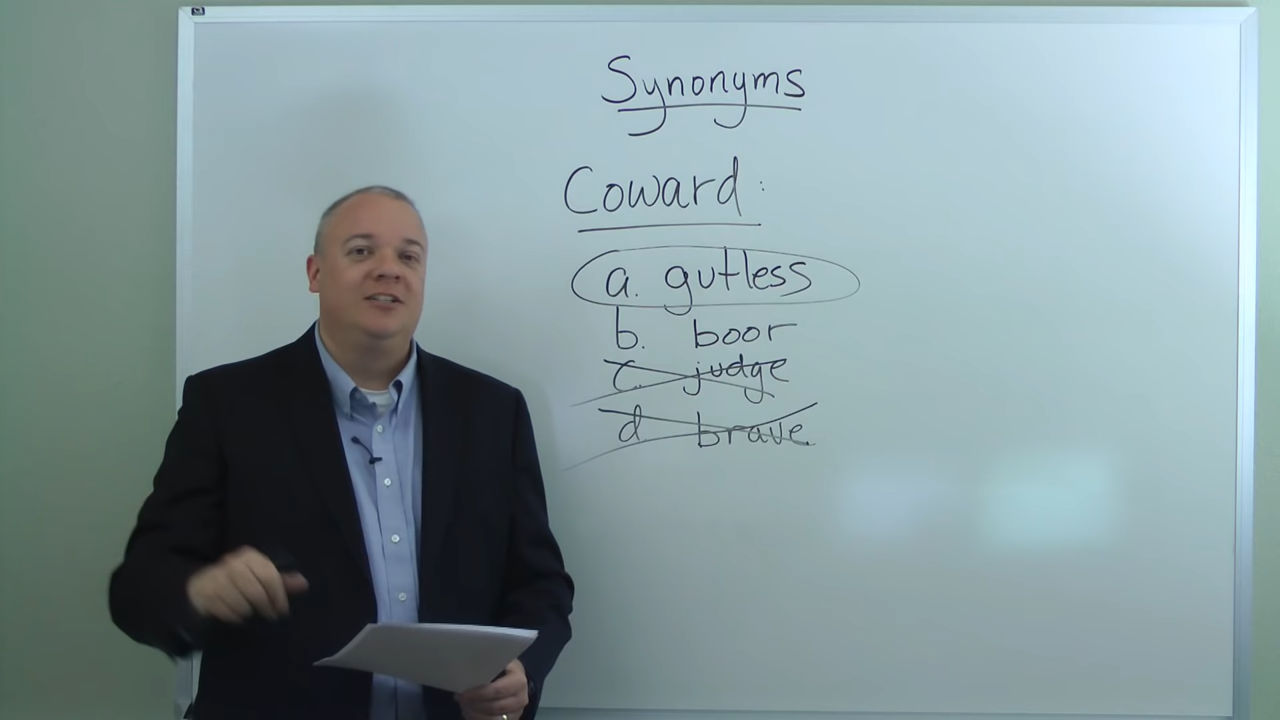 Synonyms
Coward:
a. gutless
b. boor
c. judge
d brave